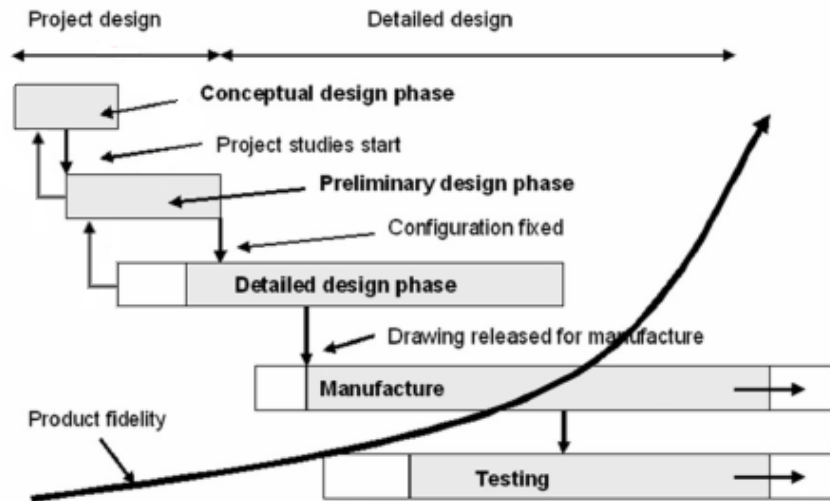 Project design
Detailed design
Conceptual design phase
Project studies start
Preliminary design phase
Configuration fixed
Detailed design phase
Drawing released for manufacture
Manufacture
Product fidelity
Testing